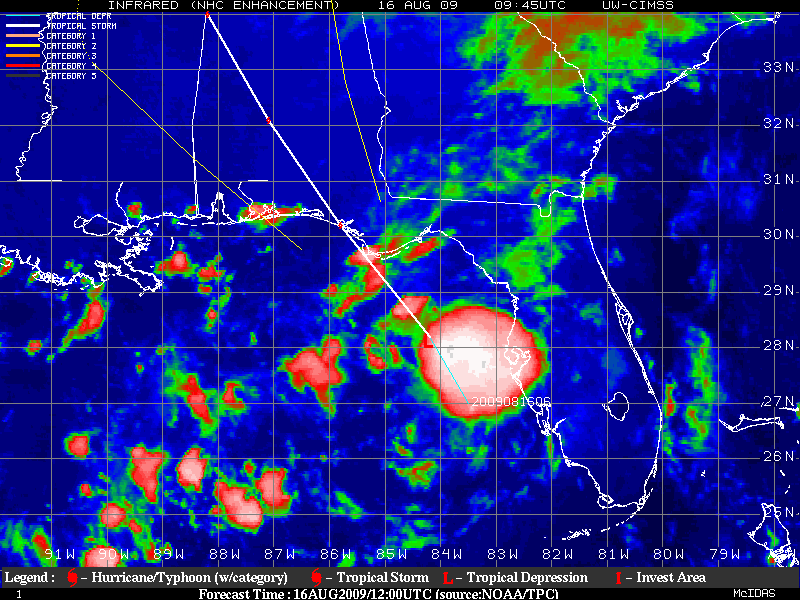 INFRARED (NHC ENHANCEMENT) 16 AUG 09 09:45UTC UW-CIMSS
TROPICAL DEPR
TROPICAL STORM
CATEGORY 1
CATEGORY 2
CATEGORY 3
CATEGORY 4
CATEGORY 5
33N
32N
31N
30N
29N
28N
L
2009081606
27N
26N
25N
91W 90W 89W 88W 87W 86W 85W 84W 83W 82W 81W 80W 79W
Legend : - Hurricane/Typhoon (w/category) - Tropical Storm L - Tropical Depression I - Invest Area
1 Forecast Time : 16AUG2009/12:00UTC (source:NOAA/TPC) McIDAS